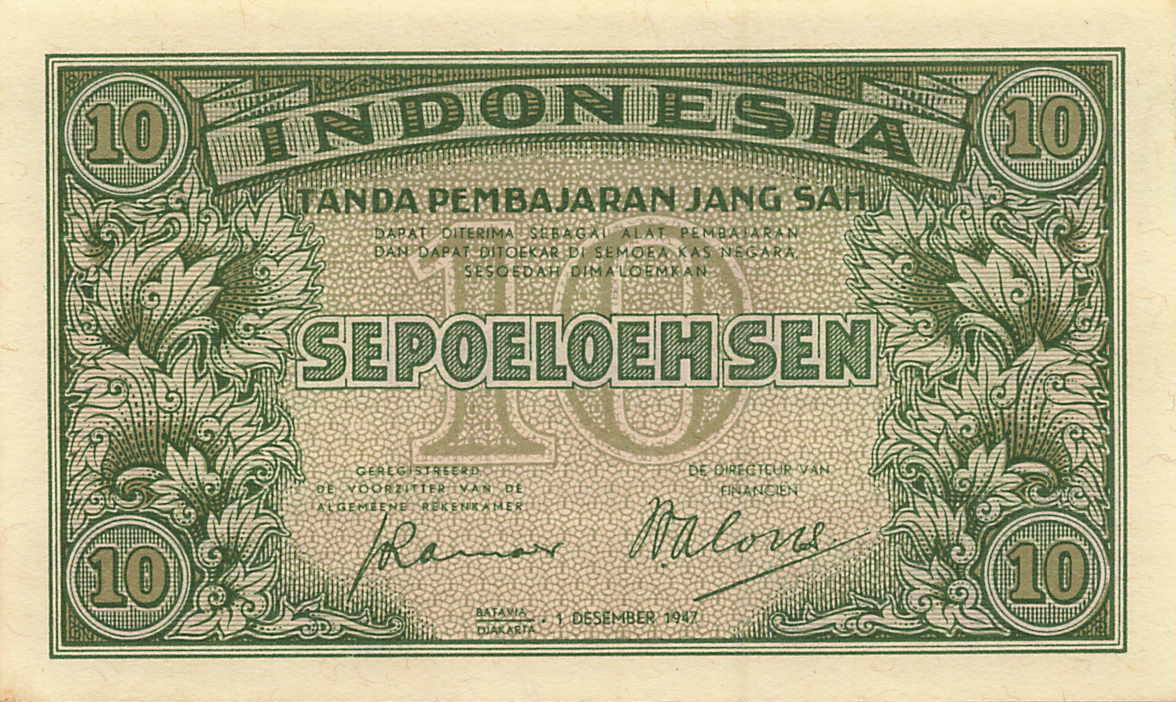 10 10
INDONESIA
TANDA PEMBAJARAN JANG SAH
DAPAT DITERIMA SEBAGAI ALAT PEMBAJARAN
DAN DAPAT DITOEKAR DI SEMOEA KAS NEGARA,
SESOEDAH DIMALOEMKAN
10
SEPOELOEH SEN
GEREGISTREERD,
DE VOORZITTER VAN DE
ALGEMEENE REKENKAMER
DE DIRECTEUR VAN
FINANCIËN
10 10
BATAVIA
DJAKARTA , 1 DESEMBER 1947